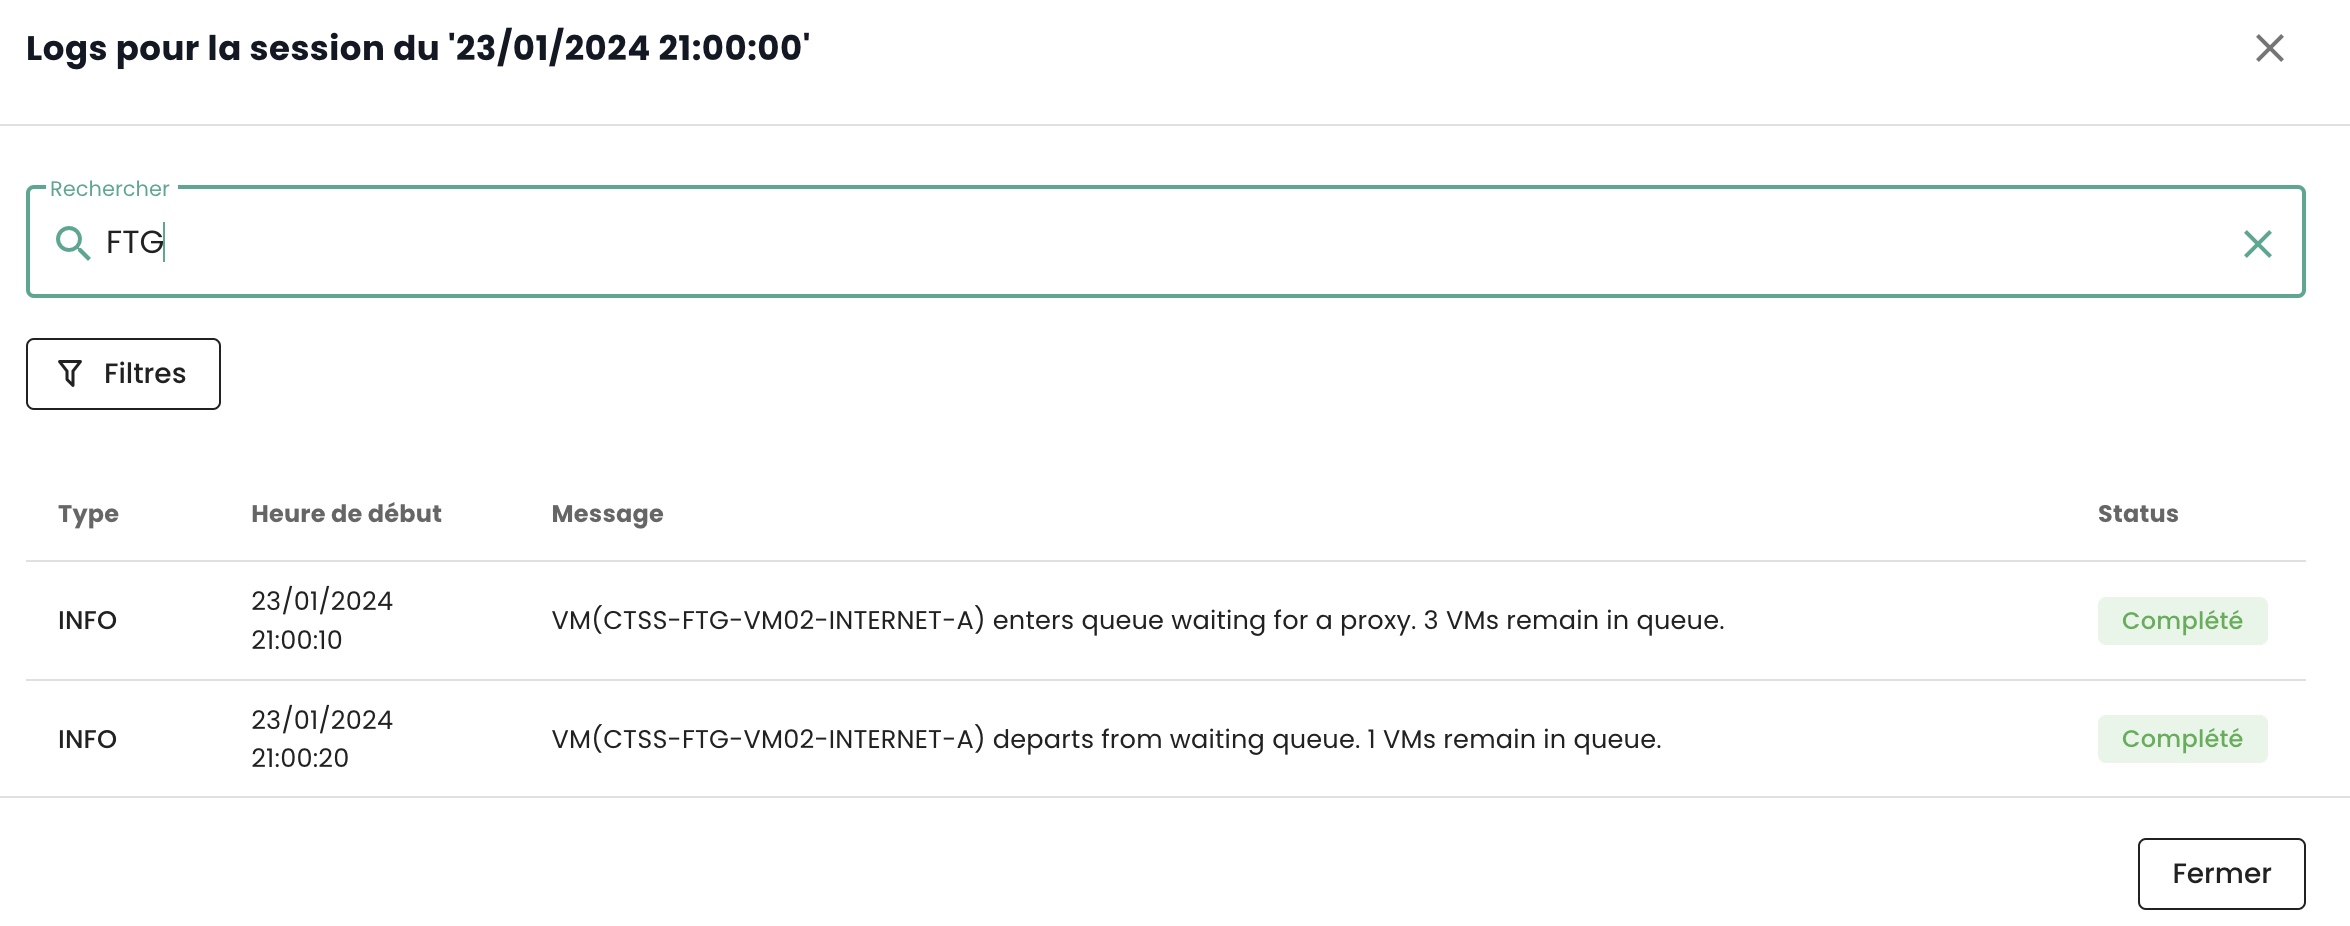 Logs pour la session du '23/01/2024 21:00:00'
Rechercher
FTG
Filtres
Type Heure de début Message Status
INFO 23/01/2024 21:00:10 VM(CTSS-FTG-VM02-INTERNET-A) enters queue waiting for a proxy. 3 VMs remain in queue. Complété
INFO 23/01/2024 21:00:20 VM(CTSS-FTG-VM02-INTERNET-A) departs from waiting queue. 1 VMs remain in queue. Complété
Fermer